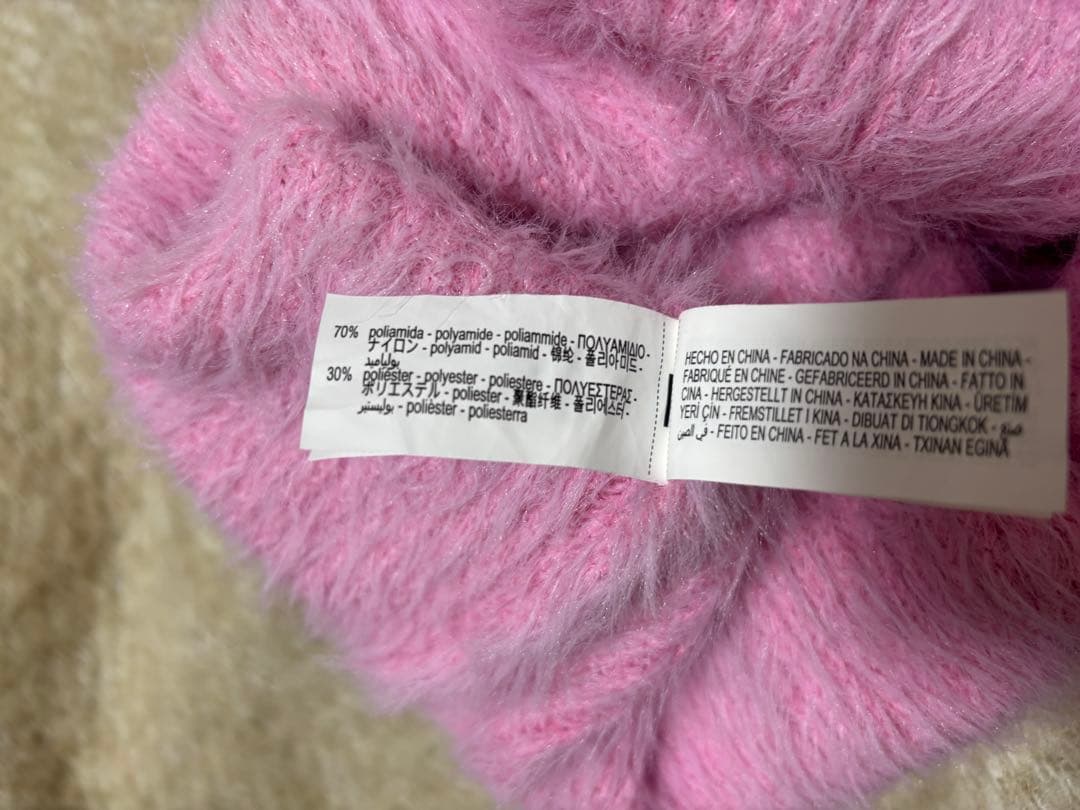 70% poliamida - polyamide - poliammide - ΠΟΛΥΑΜΙΔΙΟ -
ナイロン - polyamid - poliamid - 锦纶 - 폴리아미드 -
بوليأميد
30% poliéster - polyester - poliestere - ΠΟΛΥΕΣΤΕΡΑΣ -
ポリエステル - poliester - 聚酯纤维 - 폴리에스터 -
بوليستير - polièster - poliesterra
HECHO EN CHINA - FABRICADO NA CHINA - MADE IN CHINA -
FABRIQUÉ EN CHINE - GEFABRICEERD IN CHINA - FATTO IN
CINA - HERGESTELLT IN CHINA - ΚΑΤΑΣΚΕΥΗ ΚΙΝΑ - ÜRETİM
YERİ ÇİN - FREMSTILLET I KINA - DIBUAT DI TIONGKOK - صنع
في الصين - FEITO EN CHINA - FET A LA XINA - TXINAN EGINA